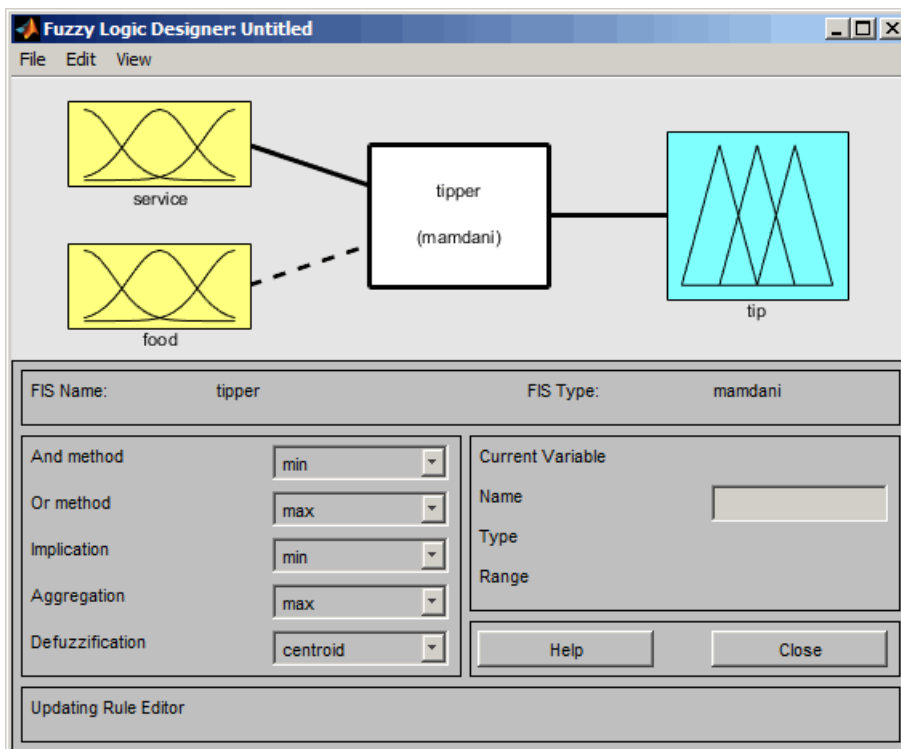 Fuzzy Logic Designer: Untitled
File Edit View
service
food
tipper
(mamdani)
tip
FIS Name: tipper FIS Type: mamdani
And method min
Or method max
Implication min
Aggregation max
Defuzzification centroid
Current Variable
Name
Type
Range
Help Close
Updating Rule Editor